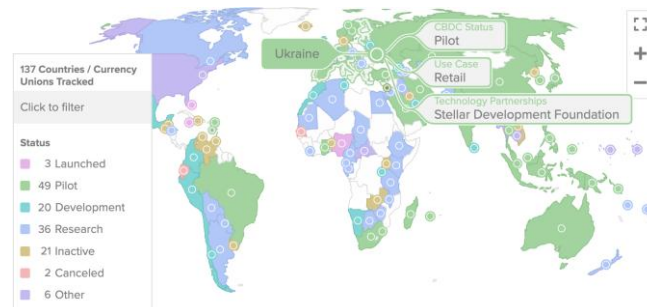 137 Countries / Currency
Unions Tracked
Click to filter
Status
3 Launched
49 Pilot
20 Development
36 Research
21 Inactive
2 Canceled
6 Other
Ukraine
CBDC Status
Pilot
Use Case
Retail
Technology Partnerships
Stellar Development Foundation
+
−